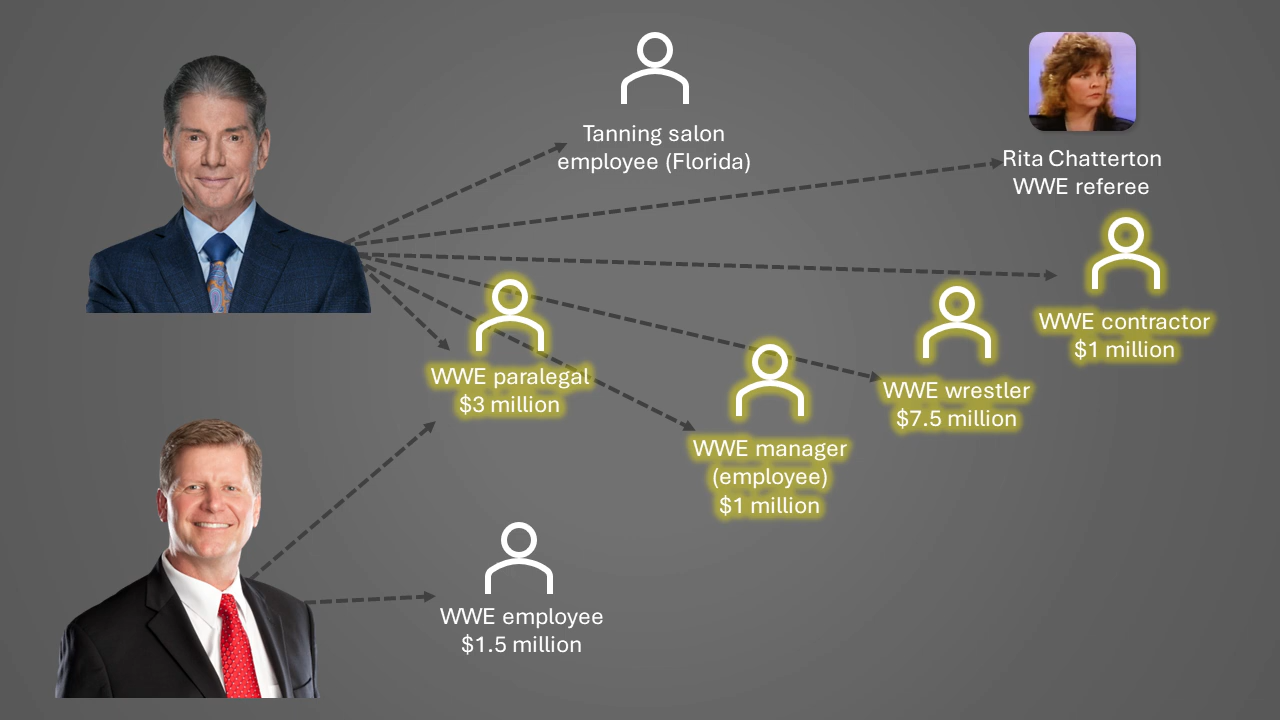 Tanning salon
employee (Florida)
Rita Chatterton
WWE referee
WWE contractor
$1 million
WWE paralegal
$3 million
WWE wrestler
$7.5 million
WWE manager
(employee)
$1 million
WWE employee
$1.5 million